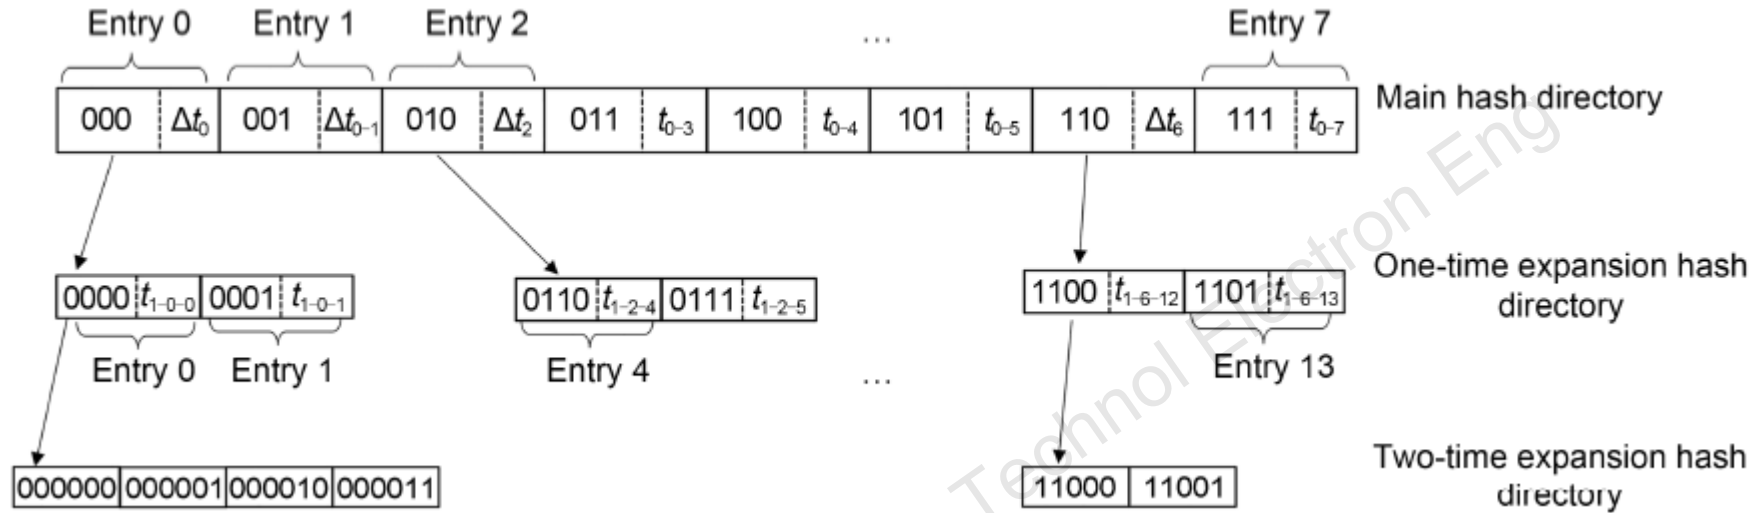 Entry 0 Entry 1 Entry 2 ... Entry 7
000 Δt0 001 Δt0-1 010 Δt2 011 t0-3 100 t0-4 101 t0-5 110 Δt6 111 t0-7 Main hash directory
0000 t1-0-0 0001 t1-0-1 0110 t1-2-4 0111 t1-2-5 1100 t1-6-12 1101 t1-6-13 One-time expansion hash
directory
Entry 0 Entry 1 Entry 4 ... Entry 13
000000 000001 000010 000011 11000 11001 Two-time expansion hash
directory
Technol Electron Eng